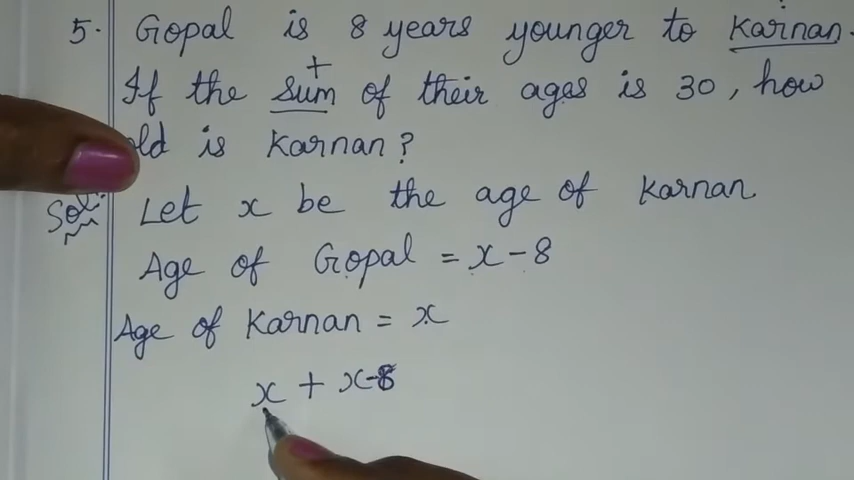 5. Gopal is 8 years younger to Karnan.
+
If the sum of their ages is 30, how
old is Karnan?
Sol: Let x be the age of Karnan
Age of Gopal = x - 8
Age of Karnan = x
x + x-8